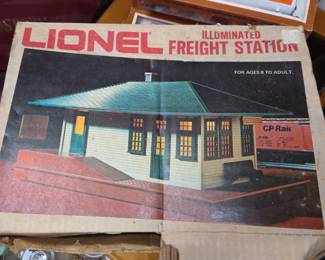 LIONEL
ILLUMINATED
FREIGHT STATION
FOR AGES 8 TO ADULT.
CP Rail